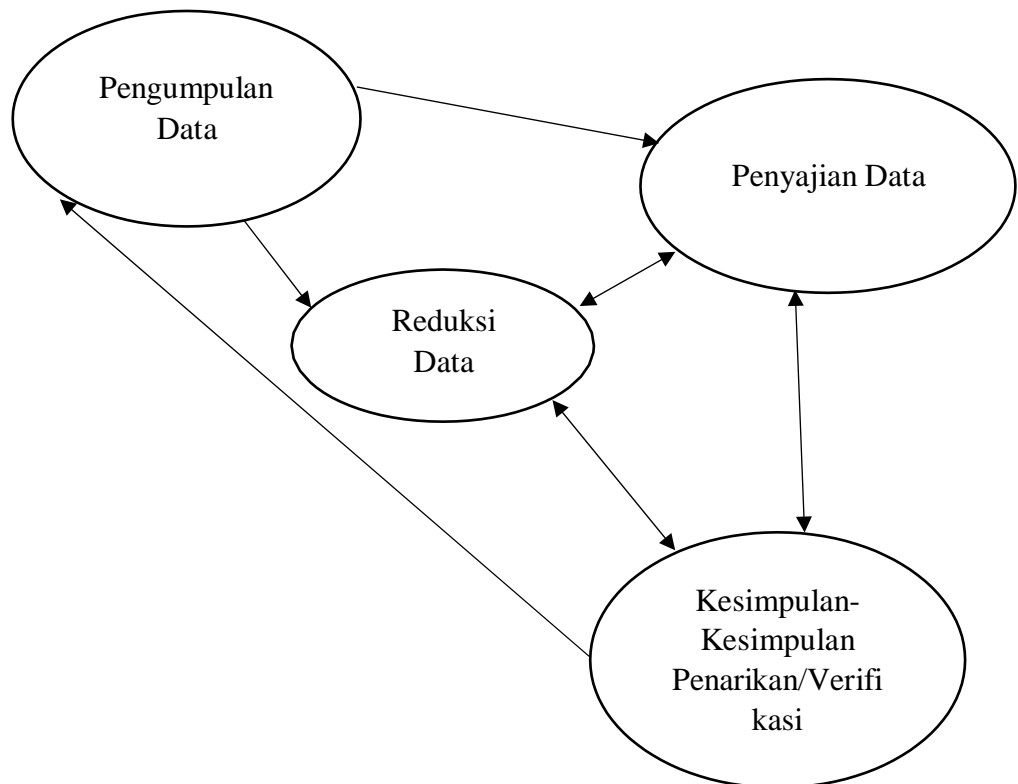 Pengumpulan
Data
Penyajian Data
Reduksi
Data
Kesimpulan-
Kesimpulan
Penarikan/Verifi
kasi